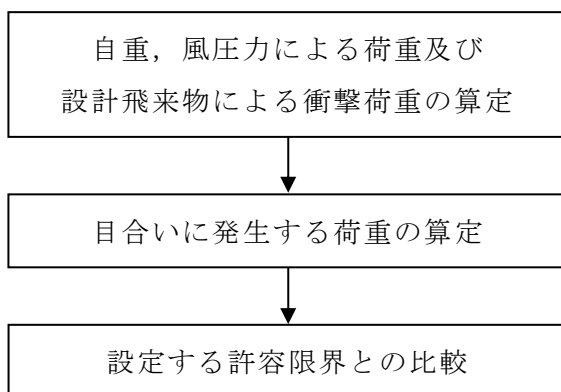 自重，風圧力による荷重及び
設計飛来物による衝撃荷重の算定
目合いに発生する荷重の算定
設定する許容限界との比較